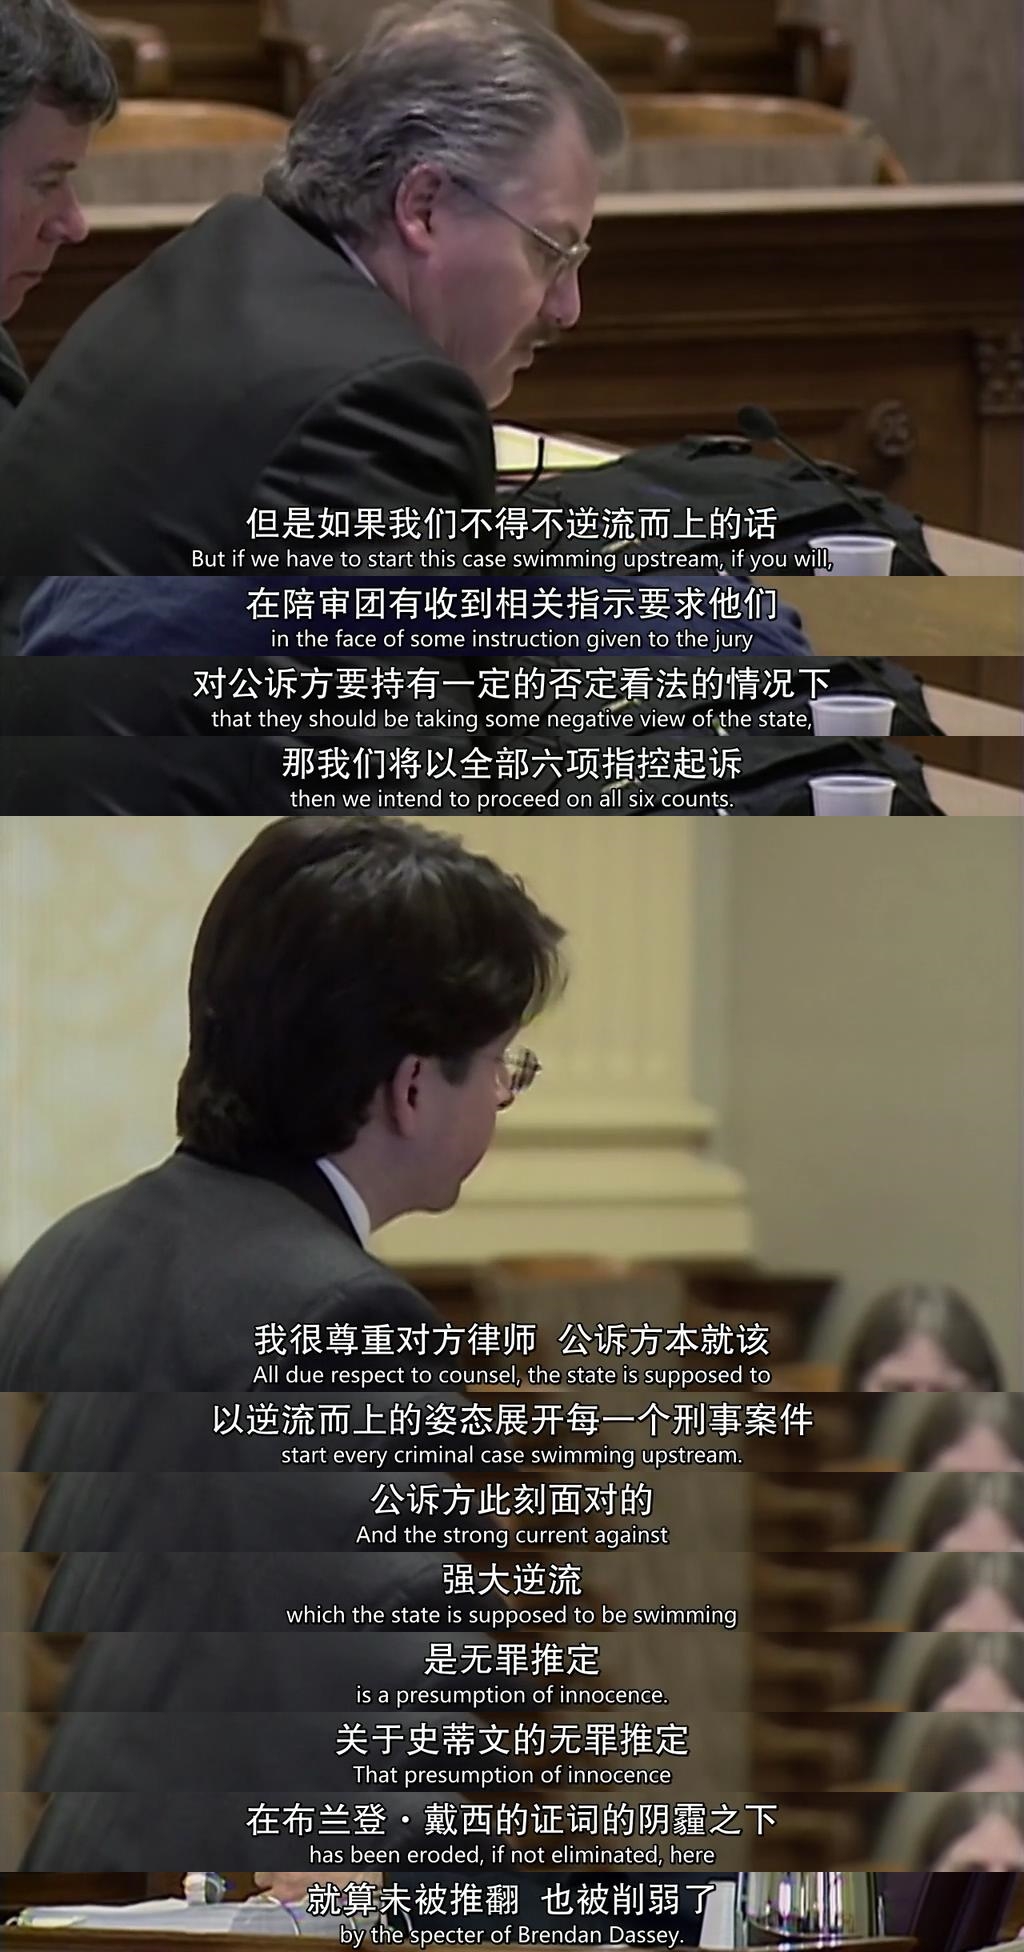 但是如果我们不得不逆流而上的话
But if we have to start this case swimming upstream, if you will,
在陪审团有收到相关指示要求他们
in the face of some instruction given to the jury
对公诉方要持有一定的否定看法的情况下
that they should be taking some negative view of the state,
那我们将以全部六项指控起诉
then we intend to proceed on all six counts.
我很尊重对方律师 公诉方本就该
All due respect to counsel, the state is supposed to
以逆流而上的姿态展开每一个刑事案件
start every criminal case swimming upstream.
公诉方此刻面对的
And the strong current against
强大逆流
which the state is supposed to be swimming
是无罪推定
is a presumption of innocence.
关于史蒂文的无罪推定
That presumption of innocence
在布兰登·戴西的证词的阴霾之下
has been eroded, if not eliminated, here
就算未被推翻 也被削弱了
by the specter of Brendan Dassey.